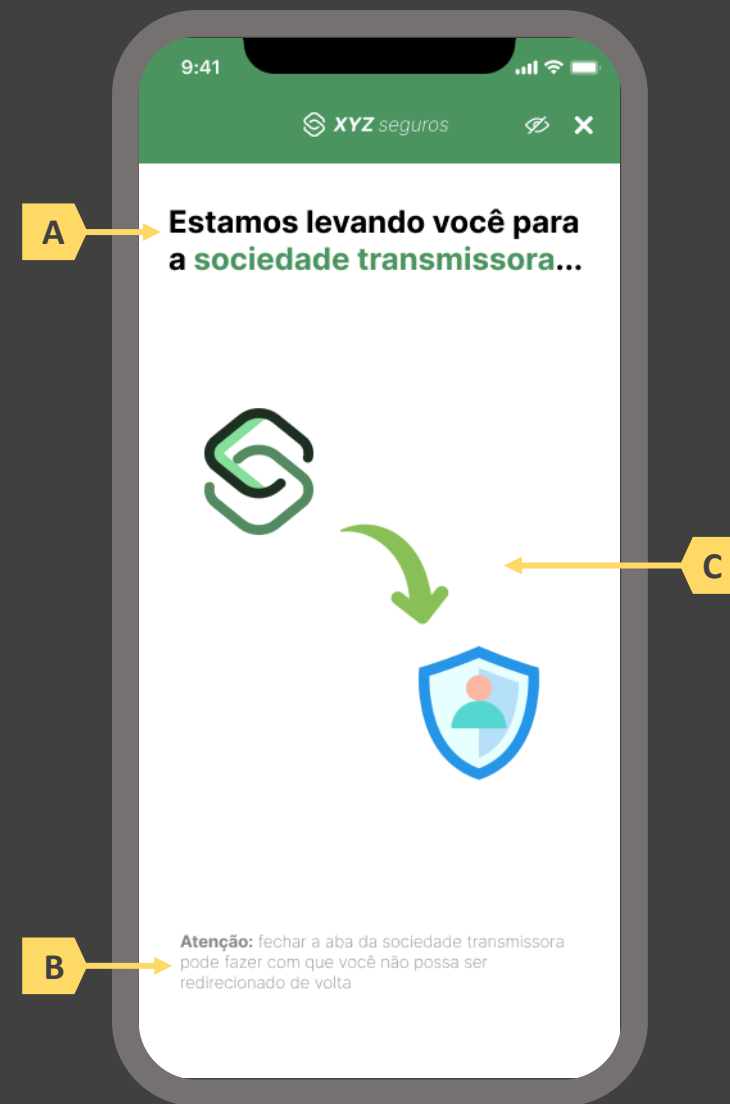 9:41
XYZ seguros
A
Estamos levando você para
a sociedade transmissora...
C
B
Atenção: fechar a aba da sociedade transmissora
pode fazer com que você não possa ser
redirecionado de volta